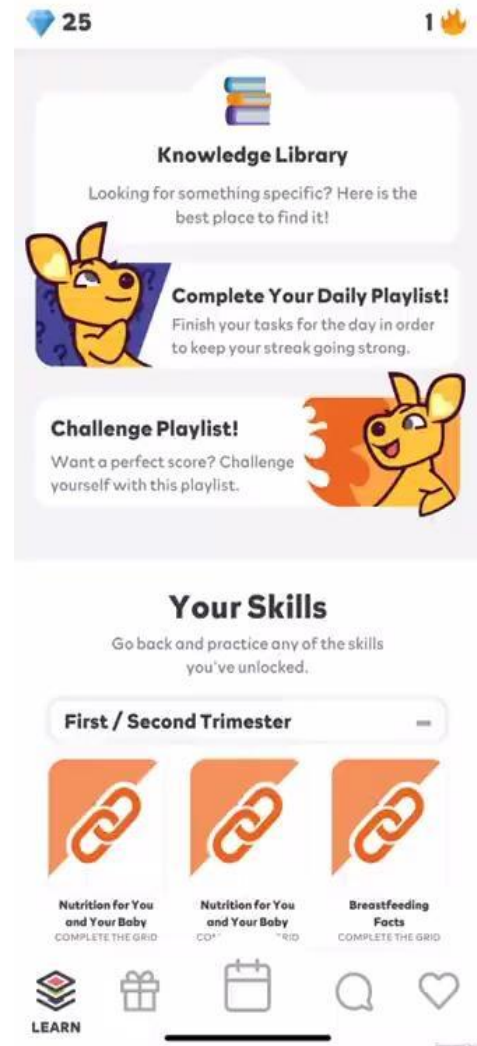 25
1
Knowledge Library
Looking for something specific? Here is the
best place to find it!
Complete Your Daily Playlist!
Finish your tasks for the day in order
to keep your streak going strong.
Challenge Playlist!
Want a perfect score? Challenge
yourself with this playlist.
Your Skills
Go back and practice any of the skills
you've unlocked.
First / Second Trimester
Nutrition for You
and Your Baby
COMPLETE THE GRID
Nutrition for You
and Your Baby
Breastfeeding
Facts
COMPLETE THE GRID
LEARN